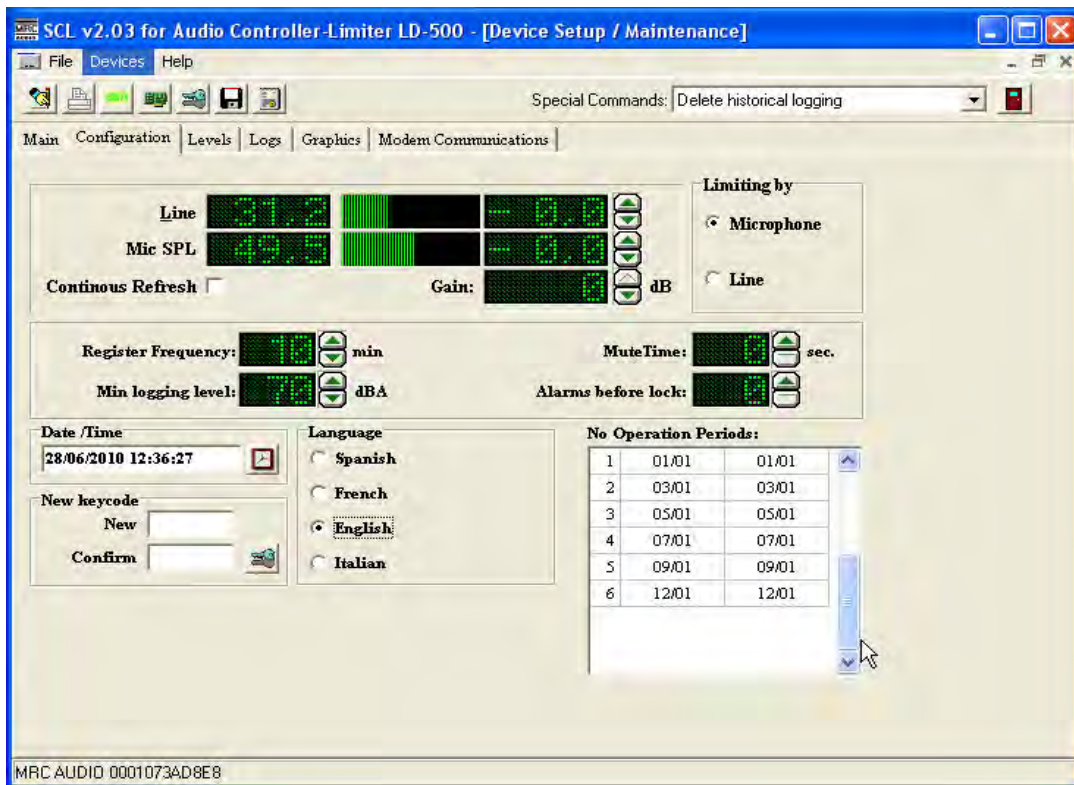 SCL v2.03 for Audio Controller-Limiter LD-500 - [Device Setup / Maintenance]
File Devices Help
Special Commands: Delete historical logging
Main Configuration Levels Logs Graphics Modem Communications
Line 31.2 - 0.0
Mic SPL 49.5 - 0.0
Continous Refresh Gain: 0 dB
Limiting by
Microphone
Line
Register Frequency: 10 min
MuteTime: 0 sec.
Min logging level: 70 dBA
Alarms before lock: 0
Date /Time
28/06/2010 12:36:27
New keycode
New
Confirm
Language
Spanish
French
English
Italian
No Operation Periods:
1 01/01 01/01
2 03/01 03/01
3 05/01 05/01
4 07/01 07/01
5 09/01 09/01
6 12/01 12/01
MRC AUDIO 0001073AD8E8